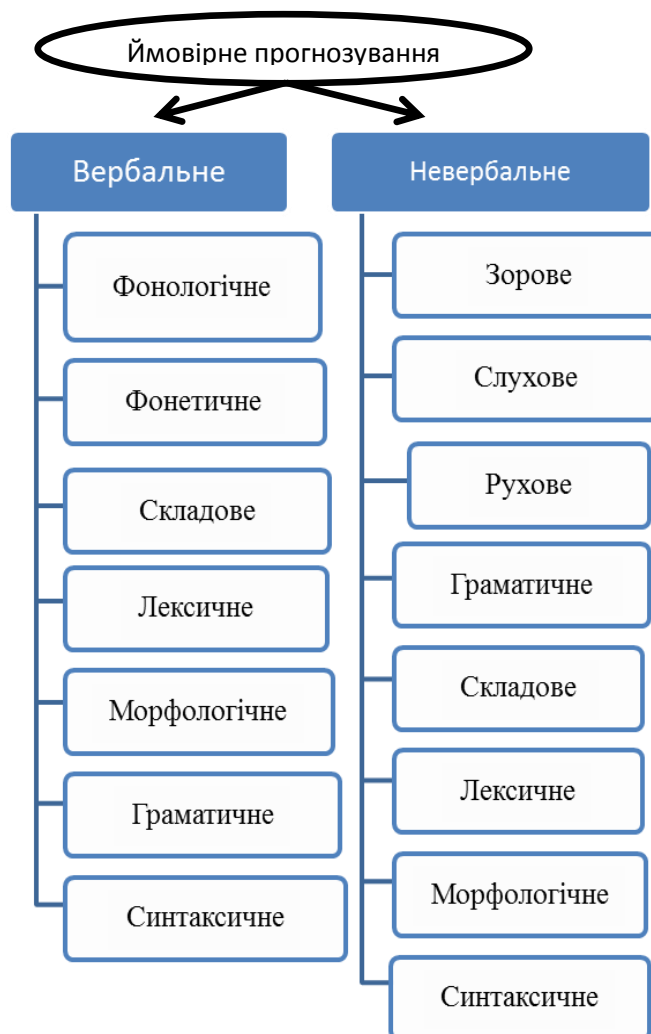 Ймовірне прогнозування
Вербальне
Фонологічне
Фонетичне
Складове
Лексичне
Морфологічне
Граматичне
Синтаксичне
Невербальне
Зорове
Слухове
Рухове
Граматичне
Складове
Лексичне
Морфологічне
Синтаксичне